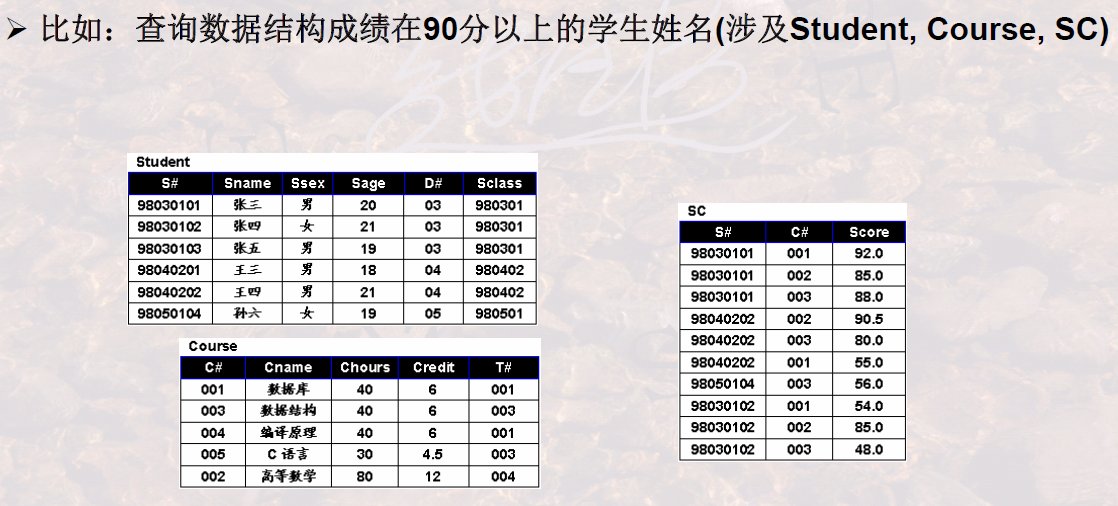 ➢ 比如：查询数据结构成绩在90分以上的学生姓名(涉及Student, Course, SC)
Student
S# Sname Ssex Sage D# Sclass
98030101 张三 男 20 03 980301
98030102 张四 女 21 03 980301
98030103 张五 男 19 03 980301
98040201 王三 男 18 04 980402
98040202 王四 男 21 04 980402
98050104 孙六 女 19 05 980501
Course
C# Cname Chours Credit T#
001 数据库 40 6 001
003 数据结构 40 6 003
004 编译原理 40 6 001
005 C 语言 30 4.5 003
002 高等数学 80 12 004
SC
S# C# Score
98030101 001 92.0
98030101 002 85.0
98030101 003 88.0
98040202 002 90.5
98040202 003 80.0
98040202 001 55.0
98050104 003 56.0
98030102 001 54.0
98030102 002 85.0
98030102 003 48.0